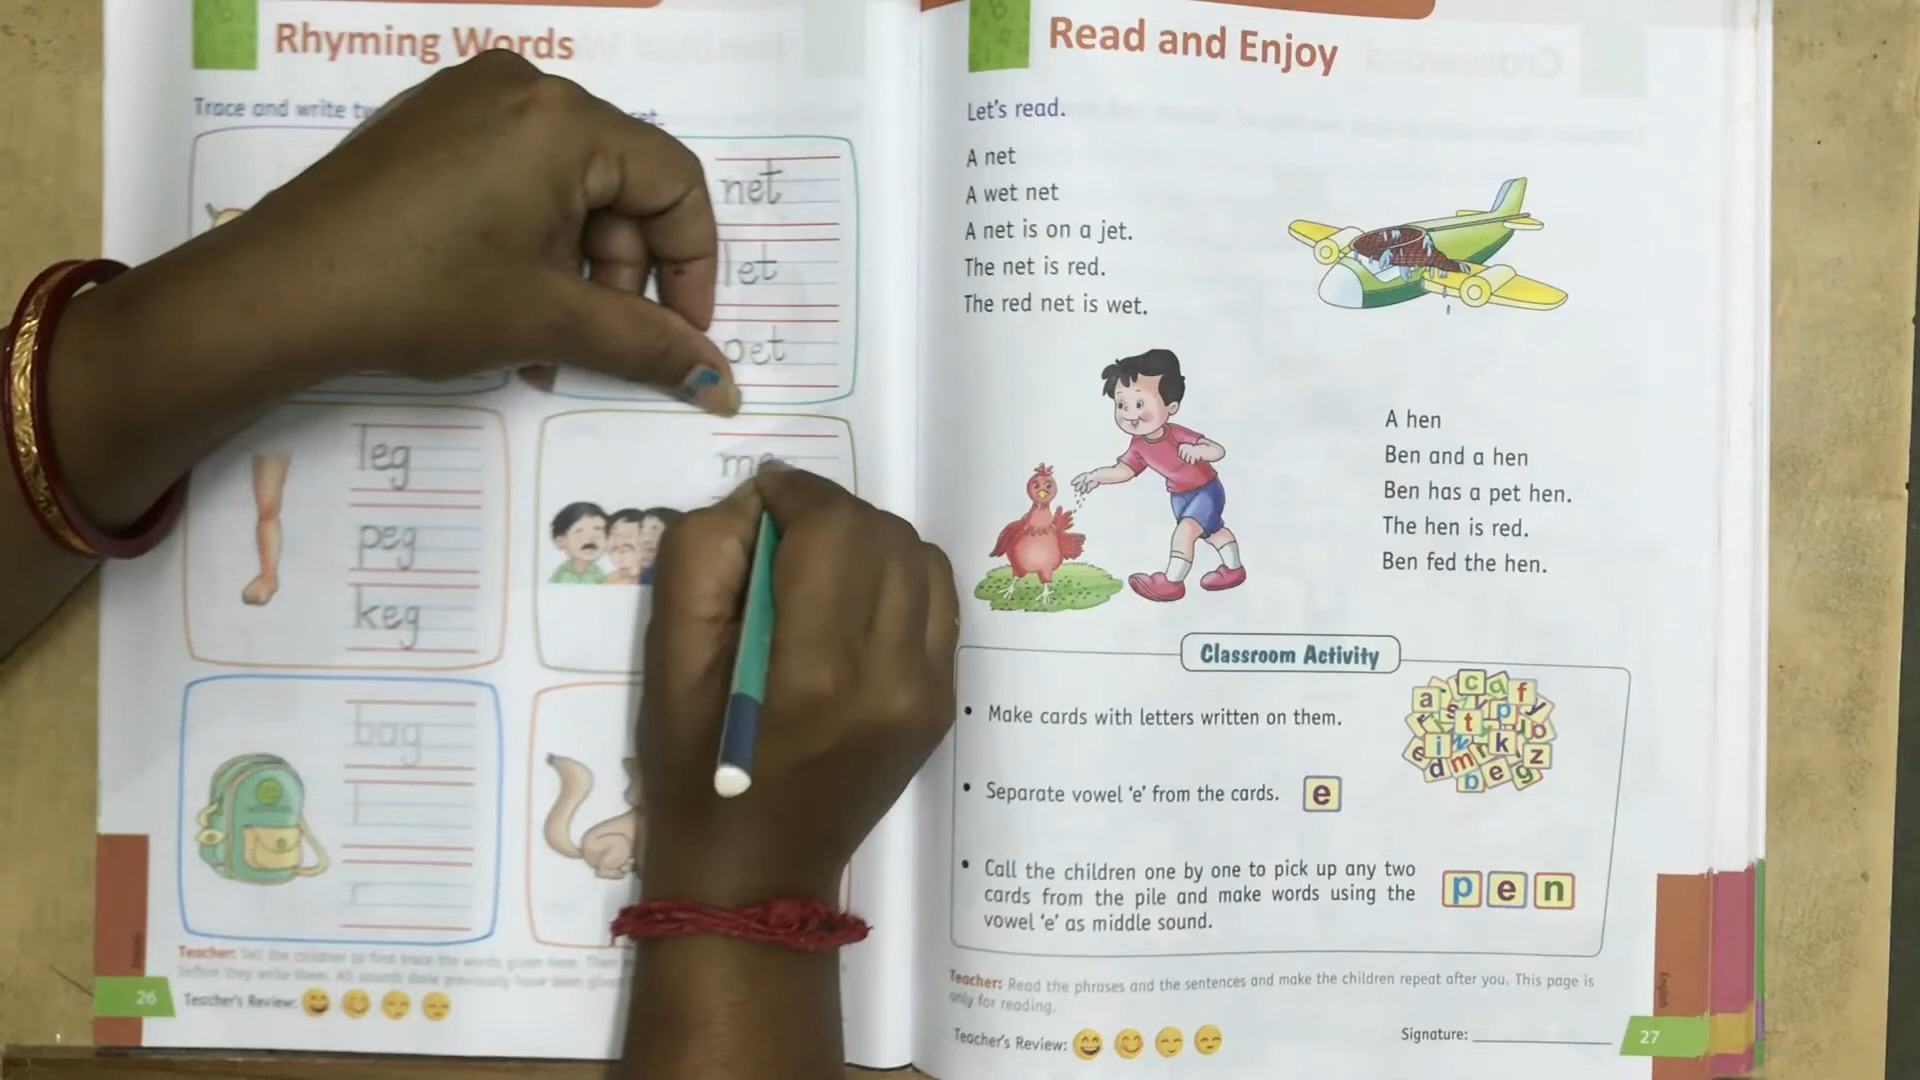 Rhyming Words
Trace and write
net
let
pet
leg
peg
keg
bag
Teacher's Review:
26
Read and Enjoy
Let's read.
A net
A wet net
A net is on a jet.
The net is red.
The red net is wet.
A hen
Ben and a hen
Ben has a pet hen.
The hen is red.
Ben fed the hen.
Classroom Activity
• Make cards with letters written on them.
• Separate vowel ‘e’ from the cards. e
• Call the children one by one to pick up any two
cards from the pile and make words using the
vowel ‘e’ as middle sound.
p e n
Teacher: Read the phrases and the sentences and make the children repeat after you. This page is
only for reading.
Teacher's Review:
Signature:
English
27